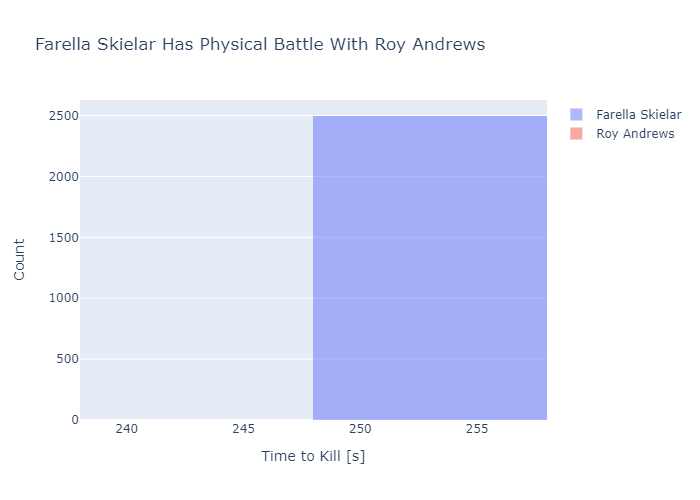 Farella Skielar Has Physical Battle With Roy Andrews
Farella Skielar
Roy Andrews
2500
2000
1500
1000
500
0
Count
240 245 250 255
Time to Kill [s]